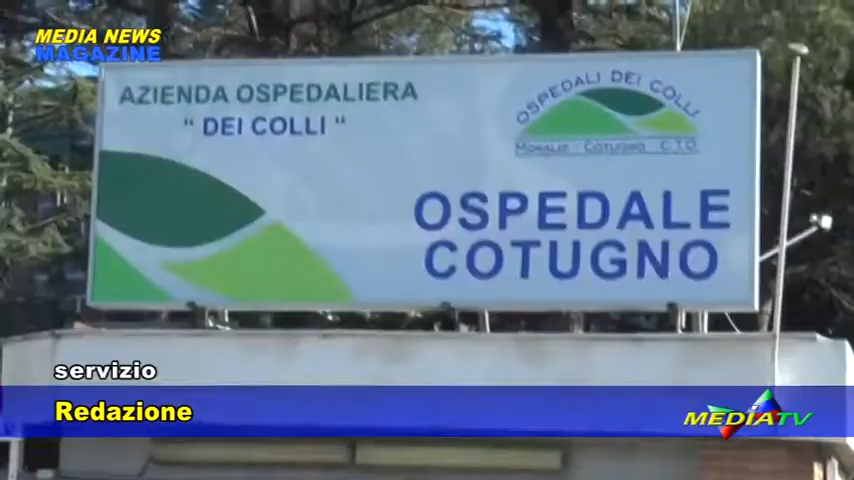 MEDIA NEWS
MAGAZINE
AZIENDA OSPEDALIERA
" DEI COLLI "
OSPEDALI DEI COLLI
MONALDI - COTUGNO C.T.O
OSPEDALE
COTUGNO
servizio
Redazione
MEDIATV